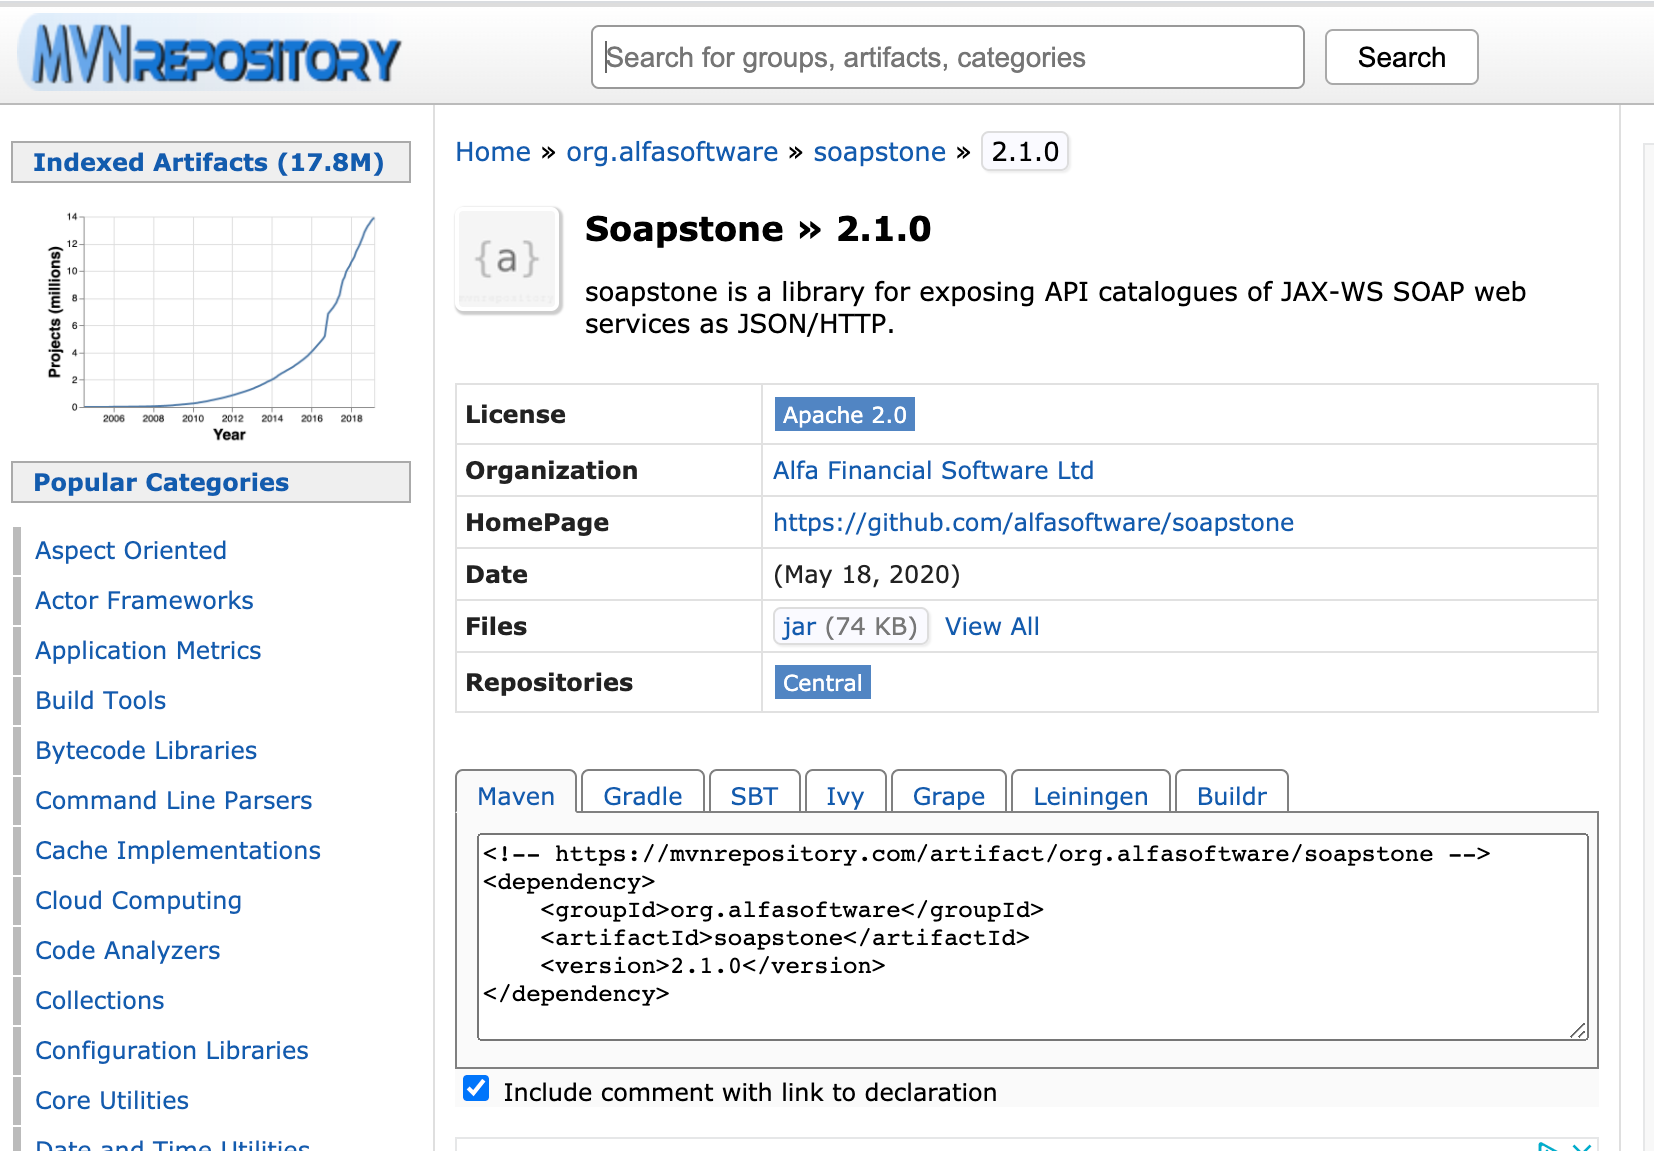 MVNREPOSITORY
Search for groups, artifacts, categories
Search
Indexed Artifacts (17.8M)
Projects (millions)
14
12
10
8
6
4
2
0
2006 2008 2010 2012 2014 2016 2018
Year
Popular Categories
Aspect Oriented
Actor Frameworks
Application Metrics
Build Tools
Bytecode Libraries
Command Line Parsers
Cache Implementations
Cloud Computing
Code Analyzers
Collections
Configuration Libraries
Core Utilities
Date and Time Utilities
Home » org.alfasoftware » soapstone » 2.1.0
{a}
mvnrepository
Soapstone » 2.1.0
soapstone is a library for exposing API catalogues of JAX-WS SOAP web
services as JSON/HTTP.
License Apache 2.0
Organization Alfa Financial Software Ltd
HomePage https://github.com/alfasoftware/soapstone
Date (May 18, 2020)
Files jar (74 KB) View All
Repositories Central
Maven Gradle SBT Ivy Grape Leiningen Buildr
<!-- https://mvnrepository.com/artifact/org.alfasoftware/soapstone -->
<dependency>
    <groupId>org.alfasoftware</groupId>
    <artifactId>soapstone</artifactId>
    <version>2.1.0</version>
</dependency>
Include comment with link to declaration